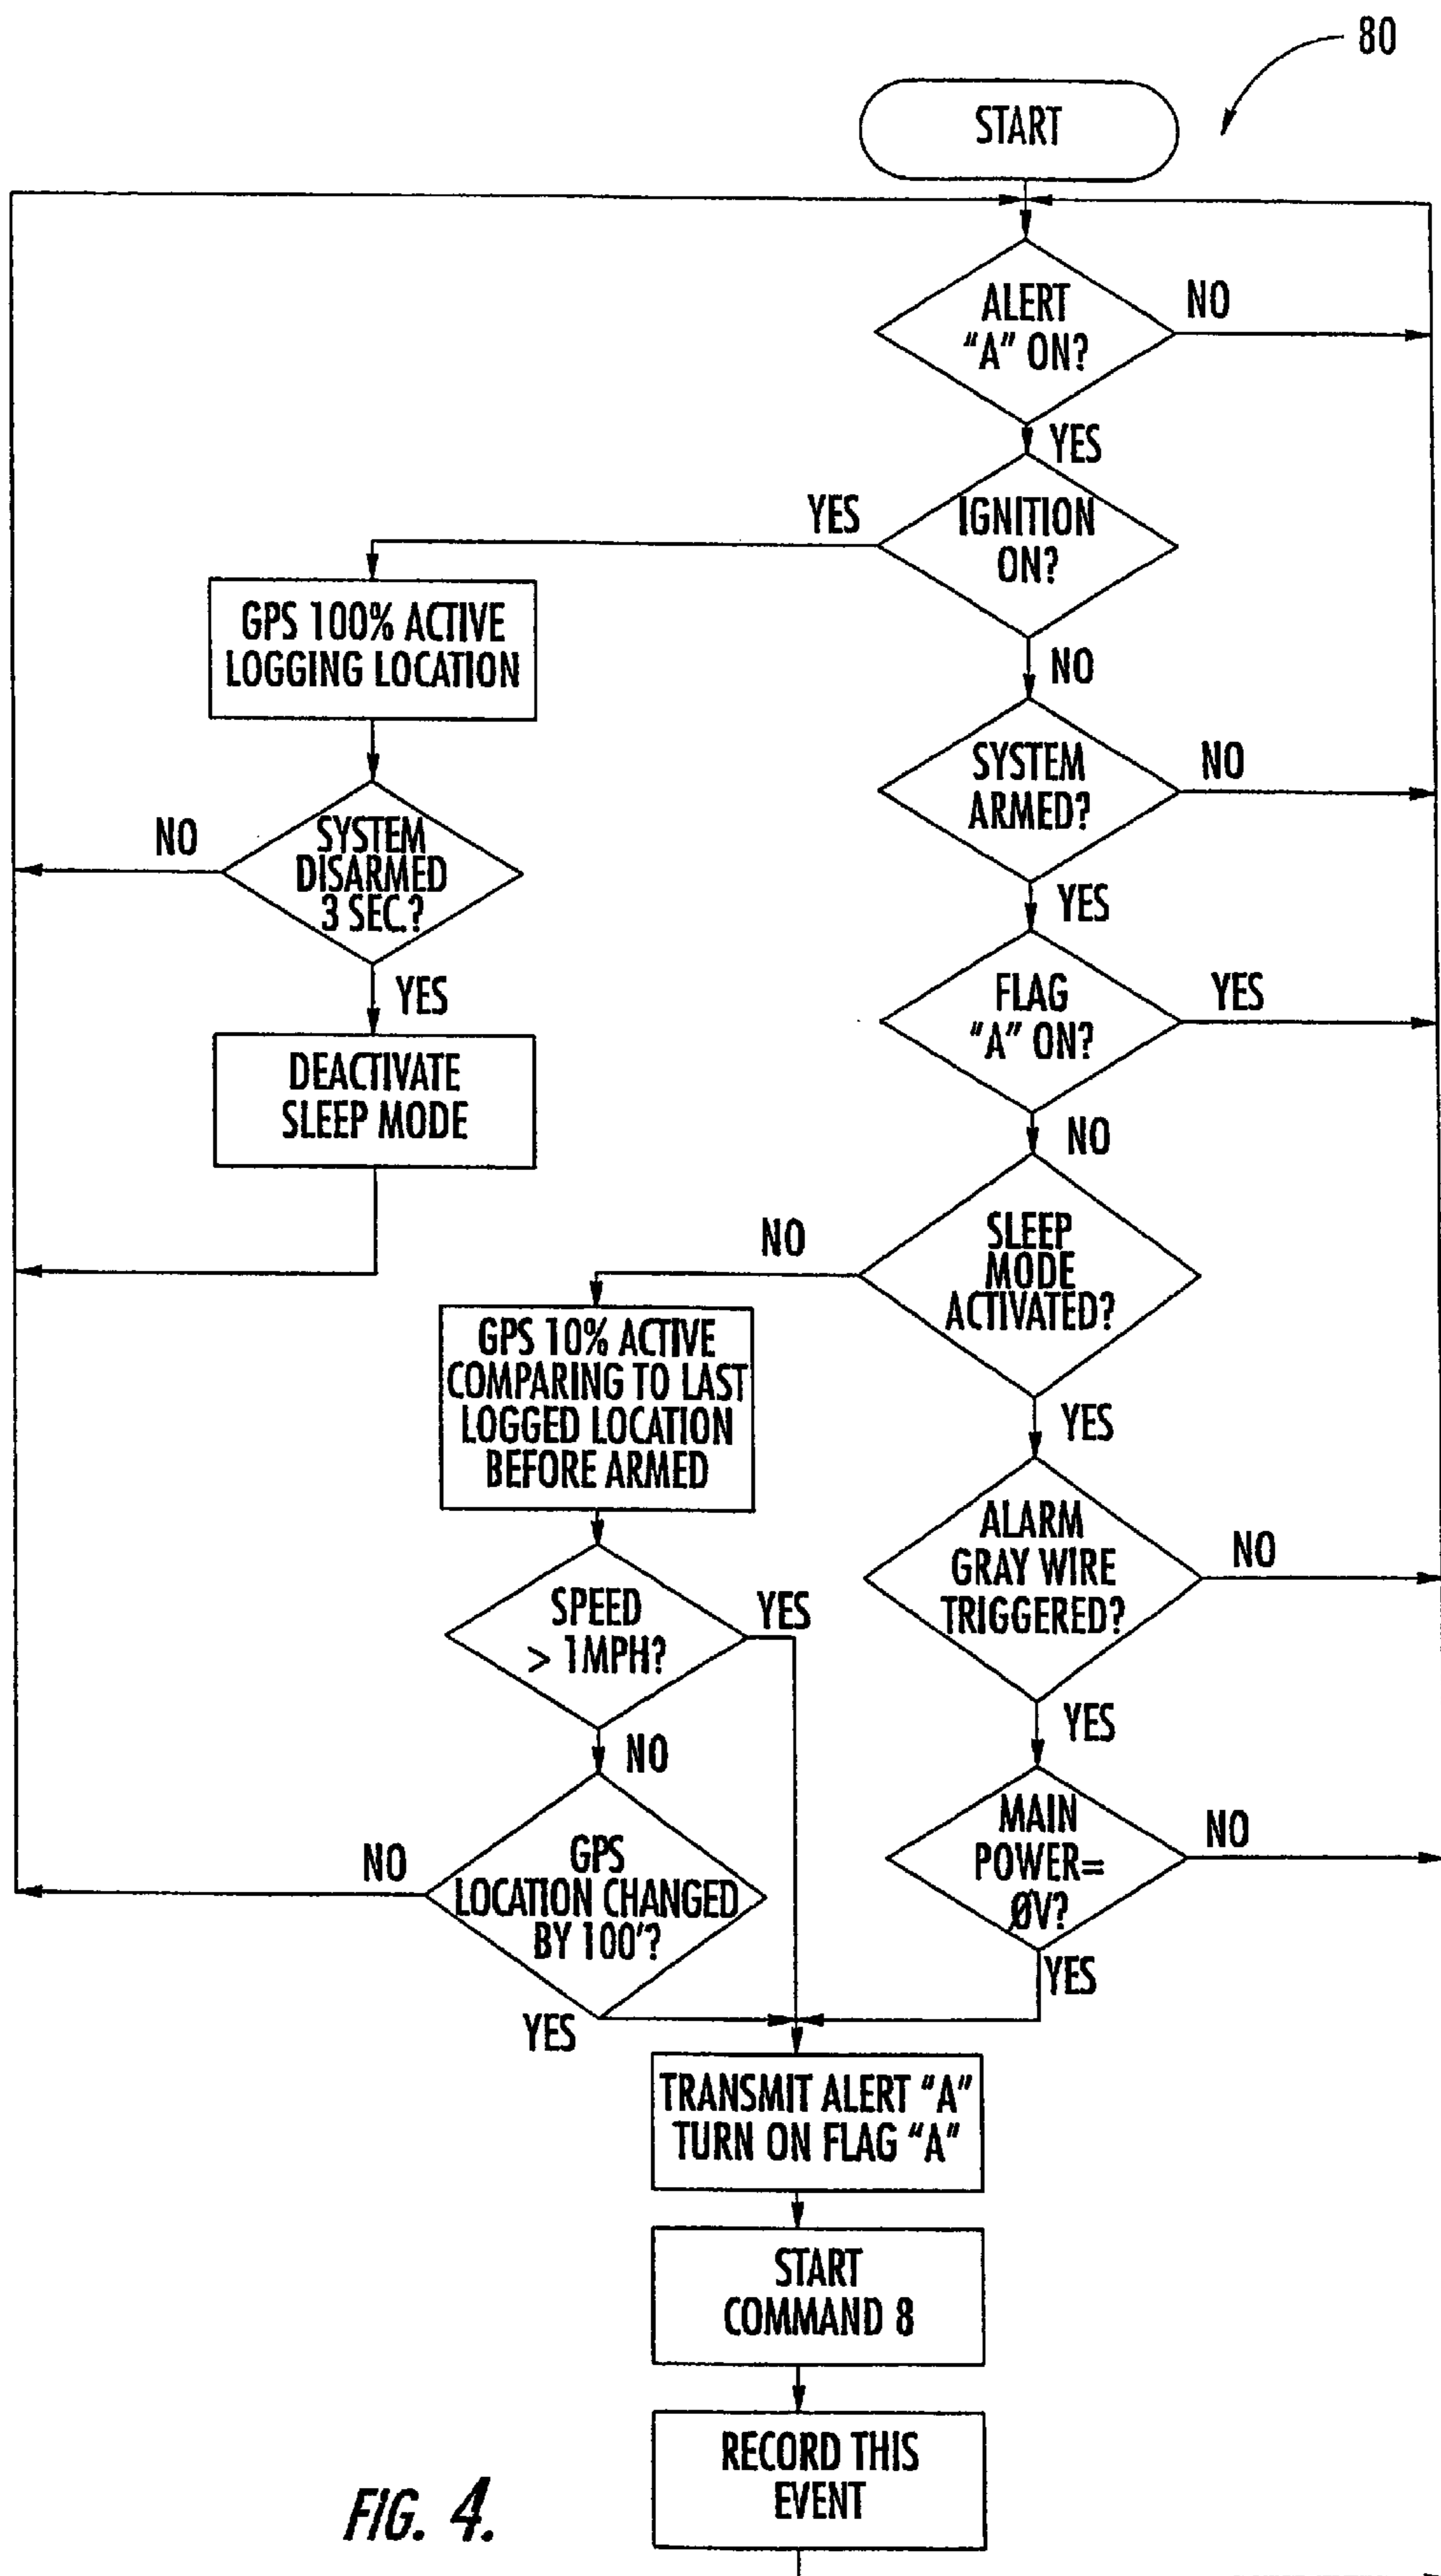 80
START
ALERT
"A" ON?
NO
YES
IGNITION
ON?
YES
NO
GPS 100% ACTIVE
LOGGING LOCATION
SYSTEM
ARMED?
NO
YES
SYSTEM
DISARMED
3 SEC.?
NO
YES
DEACTIVATE
SLEEP MODE
FLAG
"A" ON?
YES
NO
SLEEP
MODE
ACTIVATED?
NO
YES
GPS 10% ACTIVE
COMPARING TO LAST
LOGGED LOCATION
BEFORE ARMED
ALARM
GRAY WIRE
TRIGGERED?
NO
YES
SPEED
> 1MPH?
YES
NO
GPS
LOCATION CHANGED
BY 100'?
NO
YES
MAIN
POWER=
ØV?
NO
YES
TRANSMIT ALERT "A"
TURN ON FLAG "A"
START
COMMAND 8
RECORD THIS
EVENT
FIG. 4.